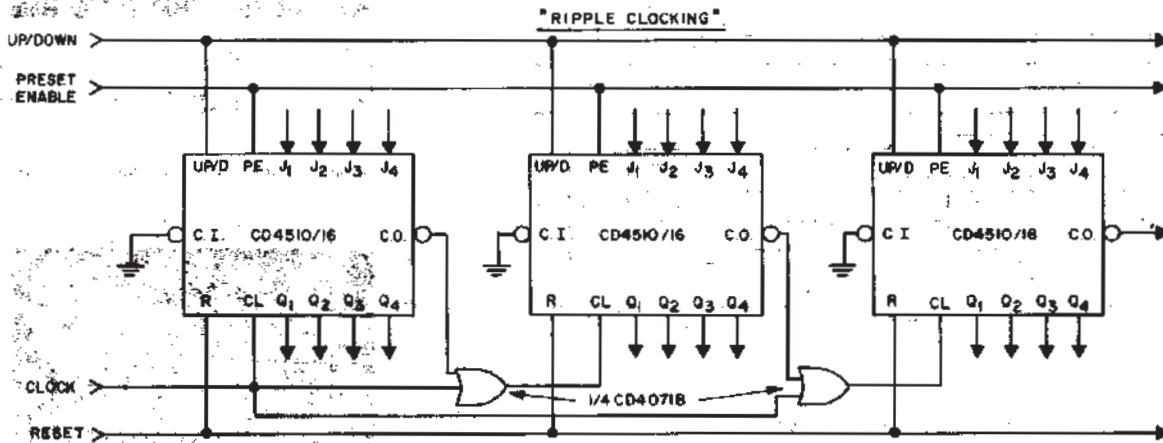 "RIPPLE CLOCKING"
UP/DOWN
PRESET ENABLE
UP/D PE J1 J2 J3 J4
UP/D PE J1 J2 J3 J4
UP/D PE J1 J2 J3 J4
C.I. CD4510/16 C.O.
C.I CD4510/16 C.O.
C I CD4510/16 C.O.
R CL Q1 Q2 Q3 Q4
R CL Q1 Q2 Q3 Q4
R CL Q1 Q2 Q3 Q4
CLOCK
1/4 CD4071B
RESET